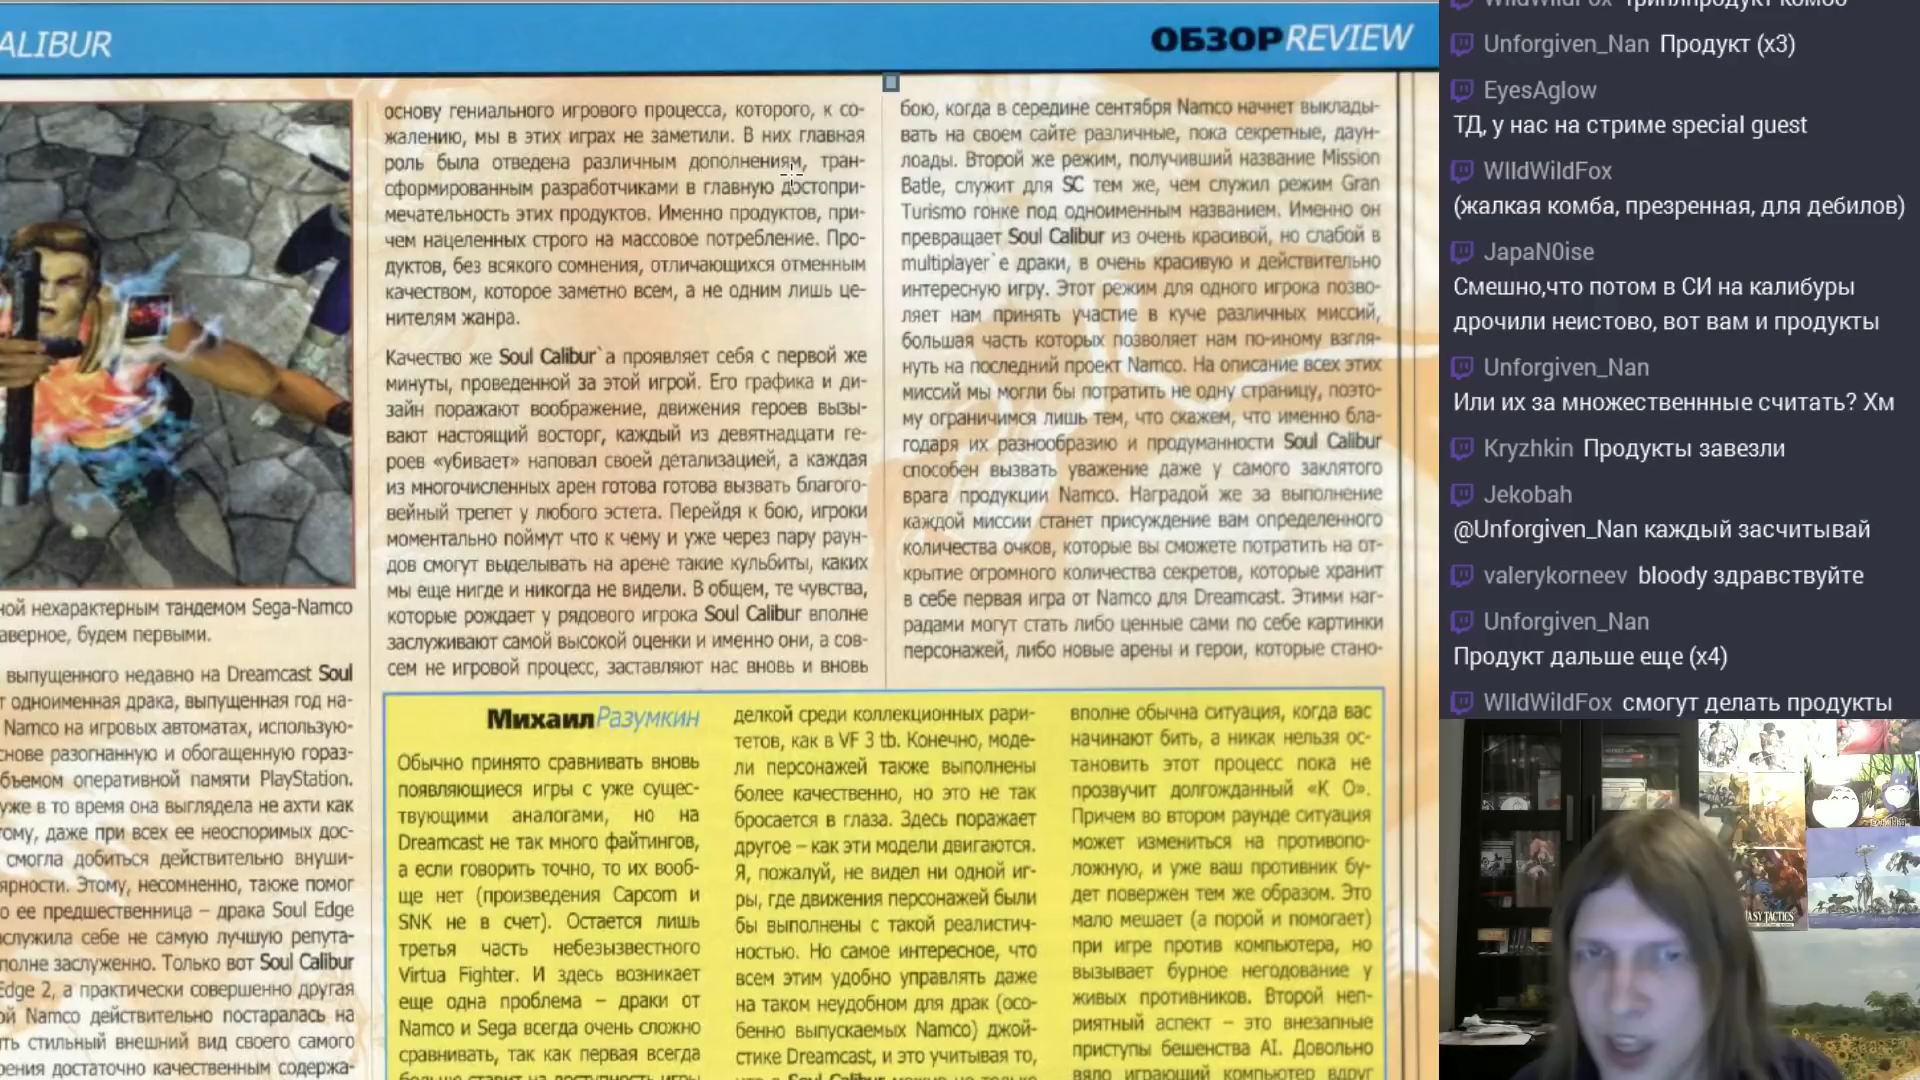 ALIBUR
ОБЗОР REVIEW
ной нехарактерным тандемом Sega-Namco
аверное, будем первыми.
выпущенного недавно на Dreamcast Soul
т одноименная драка, выпущенная год на-
Namco на игровых автоматах, использую-
снове разогнанную и обогащенную гораз-
бъемом оперативной памяти PlayStation.
уже в то время она выглядела не ахти как
ому, даже при всех ее неоспоримых дос-
смогла добиться действительно внуши-
ярности. Этому, несомненно, также помог
о ее предшественница – драка Soul Edge
служила себе не самую лучшую репута-
полне заслуженно. Только вот Soul Calibur
Edge 2, а практически совершенно другая
ой Namco действительно постаралась на
ть стильный внешний вид своего самого
рения достаточно качественным содержа-
основу гениального игрового процесса, которого, к со-
жалению, мы в этих играх не заметили. В них главная
роль была отведена различным дополнениям, тран-
сформированным разработчиками в главную достопри-
мечательность этих продуктов. Именно продуктов, при-
чем нацеленных строго на массовое потребление. Про-
дуктов, без всякого сомнения, отличающихся отменным
качеством, которое заметно всем, а не одним лишь це-
нителям жанра.
Качество же Soul Calibur`а проявляет себя с первой же
минуты, проведенной за этой игрой. Его графика и ди-
зайн поражают воображение, движения героев вызы-
вают настоящий восторг, каждый из девятнадцати ге-
роев «убивает» наповал своей детализацией, а каждая
из многочисленных арен готова готова вызвать благого-
вейный трепет у любого эстета. Перейдя к бою, игроки
моментально поймут что к чему и уже через пару раун-
дов смогут выделывать на арене такие кульбиты, каких
мы еще нигде и никогда не видели. В общем, те чувства,
которые рождает у рядового игрока Soul Calibur вполне
заслуживают самой высокой оценки и именно они, а сов-
сем не игровой процесс, заставляют нас вновь и вновь
бою, когда в середине сентября Namco начнет выклады-
вать на своем сайте различные, пока секретные, даун-
лоады. Второй же режим, получивший название Mission
Batle, служит для SC тем же, чем служил режим Gran
Turismo гонке под одноименным названием. Именно он
превращает Soul Calibur из очень красивой, но слабой в
multiplayer`е драки, в очень красивую и действительно
интересную игру. Этот режим для одного игрока позво-
ляет нам принять участие в куче различных миссий,
большая часть которых позволяет нам по-иному взгля-
нуть на последний проект Namco. На описание всех этих
миссий мы могли бы потратить не одну страницу, поэто-
му ограничимся лишь тем, что скажем, что именно бла-
годаря их разнообразию и продуманности Soul Calibur
способен вызвать уважение даже у самого заклятого
врага продукции Namco. Наградой же за выполнение
каждой миссии станет присуждение вам определенного
количества очков, которые вы сможете потратить на от-
крытие огромного количества секретов, которые хранит
в себе первая игра от Namco для Dreamcast. Этими наг-
радами могут стать либо ценные сами по себе картинки
персонажей, либо новые арены и герои, которые стано-
Михаил Разумкин
Обычно принято сравнивать вновь
появляющиеся игры с уже сущес-
твующими аналогами, но на
Dreamcast не так много файтингов,
а если говорить точно, то их вооб-
ще нет (произведения Capcom и
SNK не в счет). Остается лишь
третья часть небезызвестного
Virtua Fighter. И здесь возникает
еще одна проблема – драки от
Namco и Sega всегда очень сложно
сравнивать, так как первая всегда
больше ставит на доступность игры
делкой среди коллекционных рари-
тетов, как в VF 3 tb. Конечно, моде-
ли персонажей также выполнены
более качественно, но это не так
бросается в глаза. Здесь поражает
другое – как эти модели двигаются.
Я, пожалуй, не видел ни одной иг-
ры, где движения персонажей были
бы выполнены с такой реалистич-
ностью. Но самое интересное, что
всем этим удобно управлять даже
на таком неудобном для драк (осо-
бенно выпускаемых Namco) джой-
стике Dreamcast, и это учитывая то,
что в Soul Calibur можно не только
вполне обычна ситуация, когда вас
начинают бить, а никак нельзя ос-
тановить этот процесс пока не
прозвучит долгожданный «К О».
Причем во втором раунде ситуация
может измениться на противопо-
ложную, и уже ваш противник бу-
дет повержен тем же образом. Это
мало мешает (а порой и помогает)
при игре против компьютера, но
вызывает бурное негодование у
живых противников. Второй неп-
риятный аспект – это внезапные
приступы бешенства AI. Довольно
вяло играющий компьютер вдруг
WIldWildFox триплпродукт комбо
Unforgiven_Nan Продукт (x3)
EyesAglow
ТД, у нас на стриме special guest
WIldWildFox
(жалкая комба, презренная, для дебилов)
JapaN0ise
Смешно,что потом в СИ на калибуры
дрочили неистово, вот вам и продукты
Unforgiven_Nan
Или их за множественнные считать? Хм
Kryzhkin Продукты завезли
Jekobah
@Unforgiven_Nan каждый засчитывай
valerykorneev bloody здравствуйте
Unforgiven_Nan
Продукт дальше еще (x4)
WIldWildFox смогут делать продукты